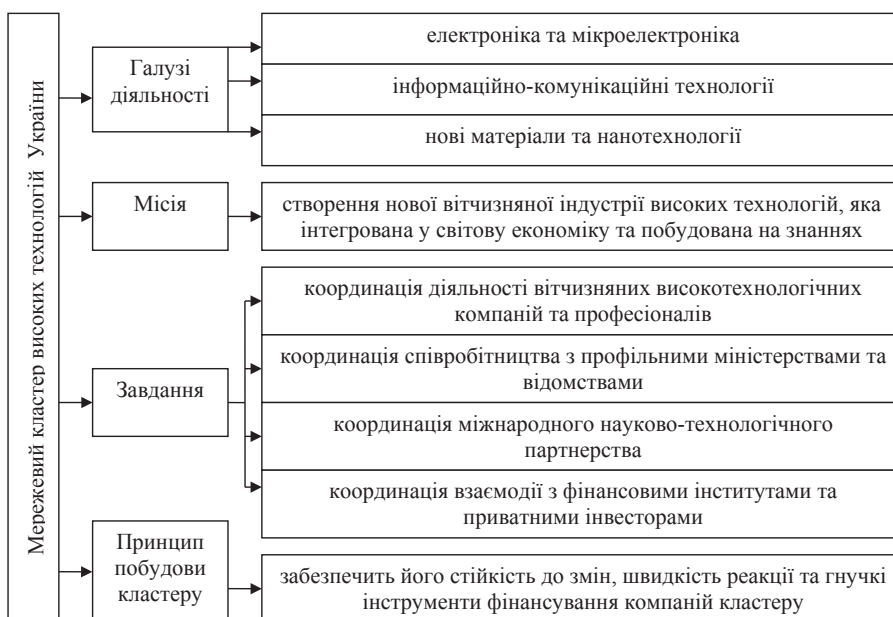 Мережевий кластер високих технологій України
Галузі
діяльності
електроніка та мікроелектроніка
інформаційно-комунікаційні технології
нові матеріали та нанотехнології
Місія
створення нової вітчизняної індустрії високих технологій, яка
інтегрована у світову економіку та побудована на знаннях
Завдання
координація діяльності вітчизняних високотехнологічних
компаній та професіоналів
координація співробітництва з профільними міністерствами та
відомствами
координація міжнародного науково-технологічного
партнерства
координація взаємодії з фінансовими інститутами та
приватними інвесторами
Принцип
побудови
кластеру
забезпечить його стійкість до змін, швидкість реакції та гнучкі
інструменти фінансування компаній кластеру